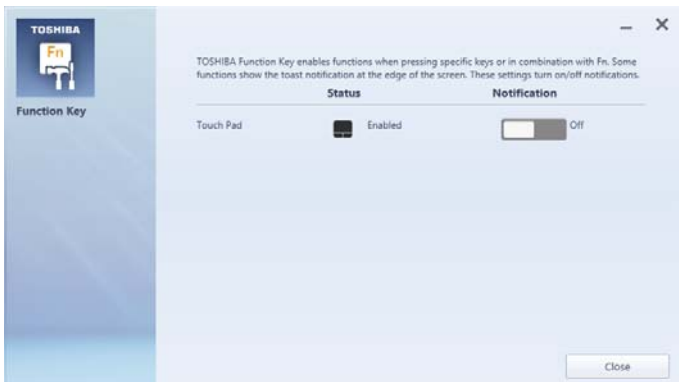 TOSHIBA
Fn
Function Key
TOSHIBA Function Key enables functions when pressing specific keys or in combination with Fn. Some
functions show the toast notification at the edge of the screen. These settings turn on/off notifications.
Status Notification
Touch Pad Enabled Off
Close